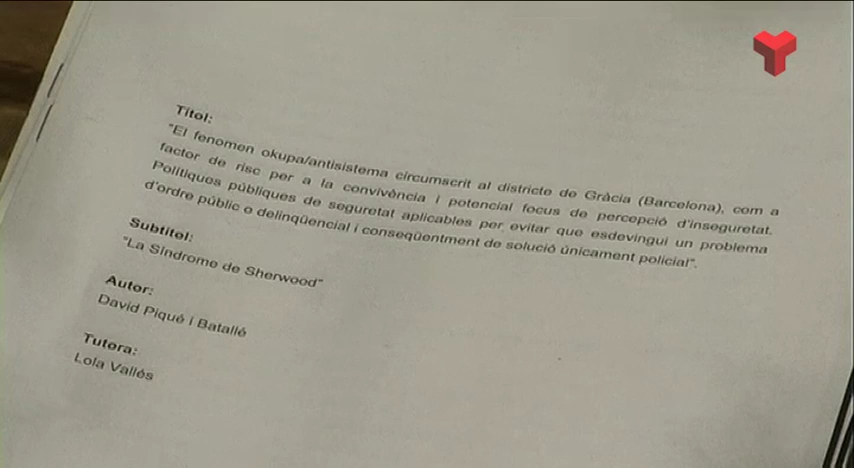 Títol:
"El fenomen okupa/antisistema circumscrit al districte de Gràcia (Barcelona), com a
factor de risc per a la convivència i potencial focus de percepció d'inseguretat.
Polítiques públiques de seguretat aplicables per evitar que esdevingui un problema
d'ordre públic o delinqüencial i conseqüentment de solució únicament policial".
Subtítol:
"La Síndrome de Sherwood"
Autor:
David Piqué i Batallé
Tutora:
Lola Vallés